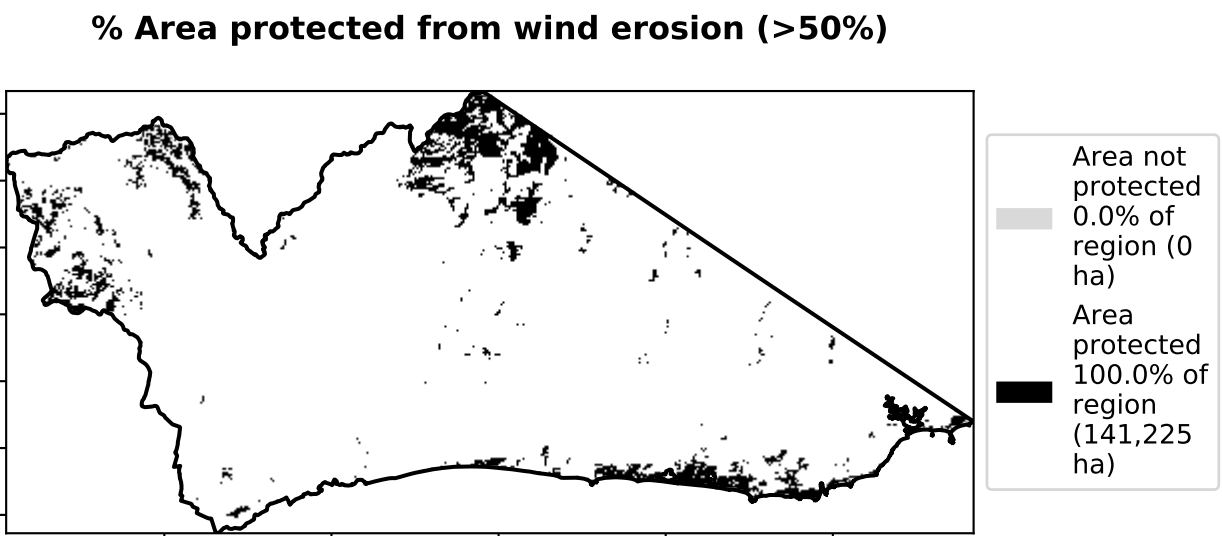 % Area protected from wind erosion (>50%)
Area not
protected
0.0% of
region (0
ha)
Area
protected
100.0% of
region
(141,225
ha)